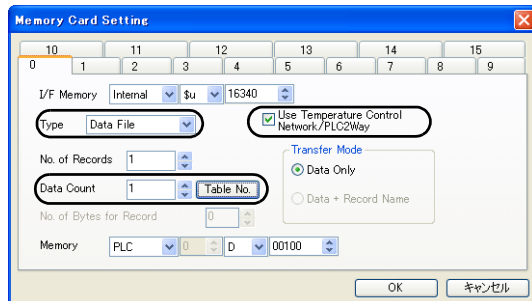 Memory Card Setting
10 11 12 13 14 15
0 1 2 3 4 5 6 7 8 9
I/F Memory Internal $u 16340
Type Data File
Use Temperature Control
Network/PLC2Way
No. of Records 1
Transfer Mode
Data Only
Data Count 1 Table No.
Data + Record Name
No. of Bytes for Record 0
Memory PLC 0 D 00100
OK キャンセル